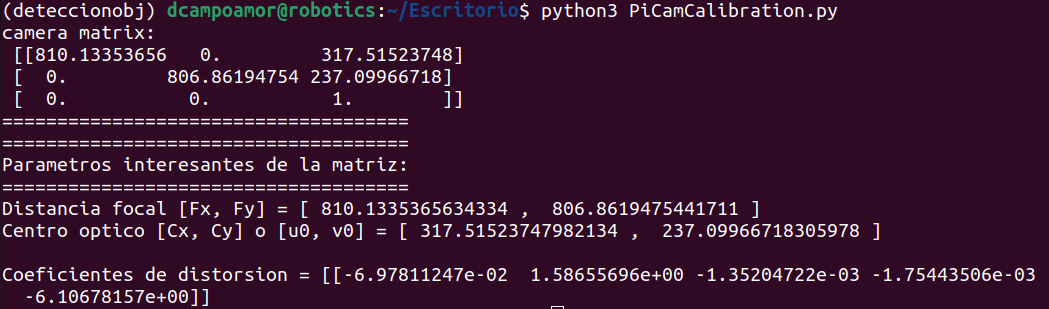 (deteccionobj) dcampoamor@robotics:~/Escritorio$ python3 PiCamCalibration.py
camera matrix:
[[810.13353656   0.         317.51523748]
[  0.         806.86194754 237.09966718]
[  0.           0.           1.        ]]
=====================================
=====================================
Parametros interesantes de la matriz:
=====================================
Distancia focal [Fx, Fy] = [ 810.1335365634334 ,  806.8619475441711 ]
Centro optico [Cx, Cy] o [u0, v0] = [ 317.51523747982134 ,  237.09966718305978 ]
Coeficientes de distorsion = [[-6.97811247e-02  1.58655696e+00 -1.35204722e-03 -1.75443506e-03
-6.10678157e+00]]